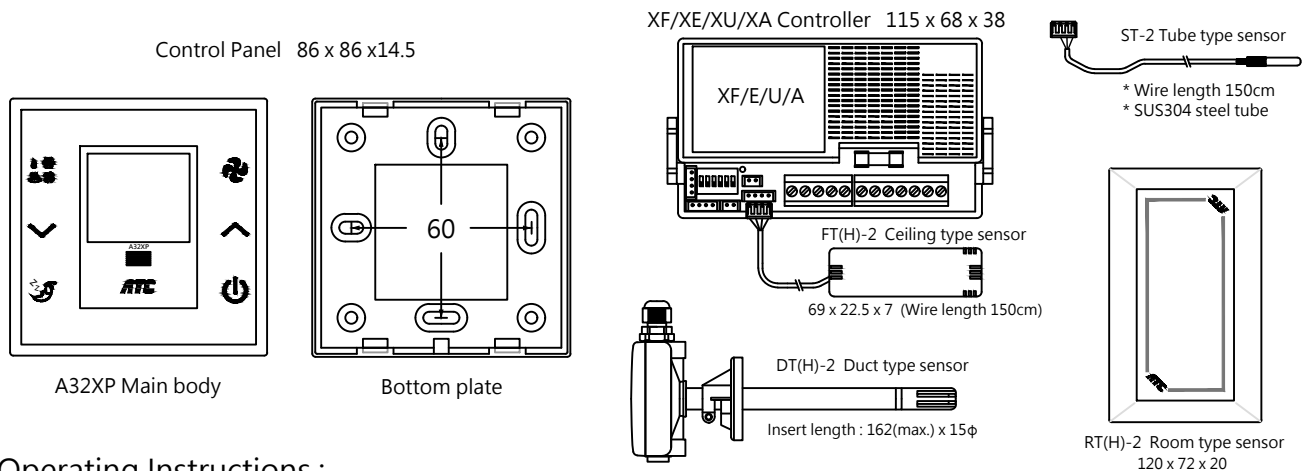 Control Panel 86 x 86 x14.5
A32XP
ATC
A32XP Main body
60
Bottom plate
XF/XE/XU/XA Controller 115 x 68 x 38
XF/E/U/A
FT(H)-2 Ceiling type sensor
69 x 22.5 x 7 (Wire length 150cm)
DT(H)-2 Duct type sensor
Insert length : 162(max.) x 15φ
ST-2 Tube type sensor
* Wire length 150cm
* SUS304 steel tube
ATC
ATC
RT(H)-2 Room type sensor
120 x 72 x 20
Operating Instructions :